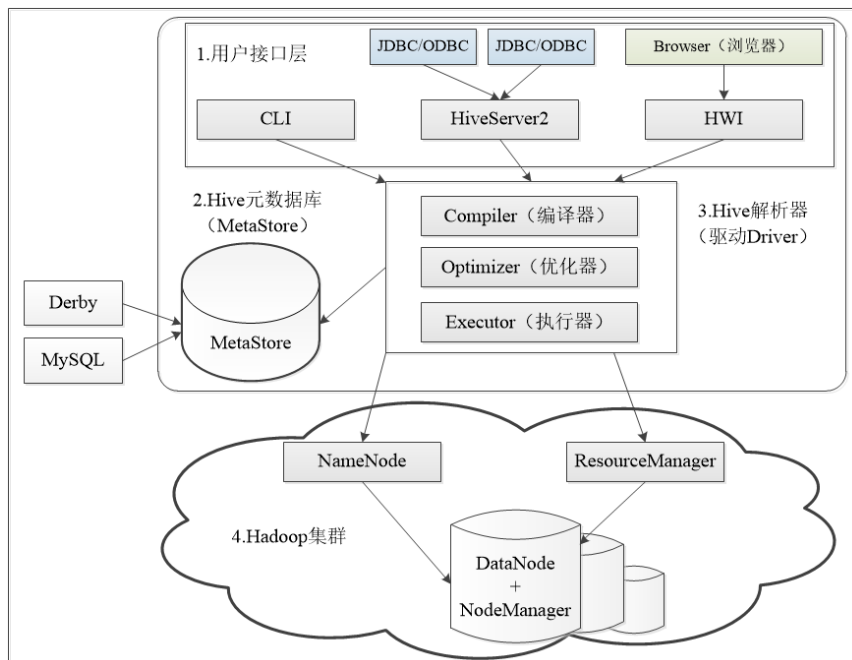 1.用户接口层
JDBC/ODBC
JDBC/ODBC
Browser（浏览器）
CLI
HiveServer2
HWI
2.Hive元数据库
（MetaStore）
Compiler（编译器）
Optimizer（优化器）
Executor（执行器）
3.Hive解析器
（驱动Driver）
Derby
MySQL
MetaStore
NameNode
ResourceManager
4.Hadoop集群
DataNode
+
NodeManager